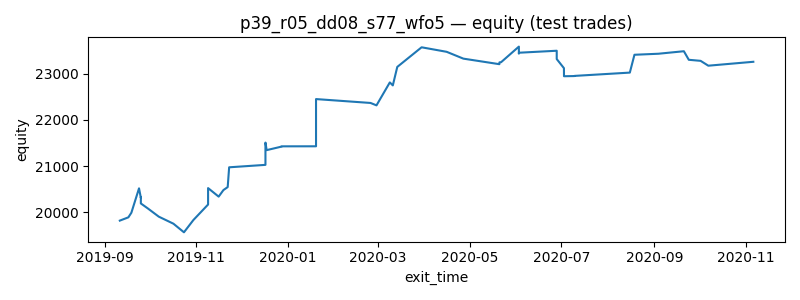 p39_r05_dd08_s77_wfo5 — equity (test trades)
equity
23000
22000
21000
20000
2019-09 2019-11 2020-01 2020-03 2020-05 2020-07 2020-09 2020-11
exit_time